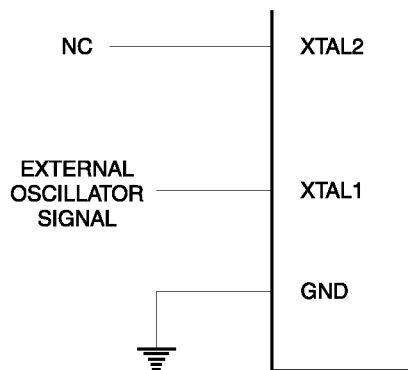 NC XTAL2
EXTERNAL
OSCILLATOR XTAL1
SIGNAL
GND